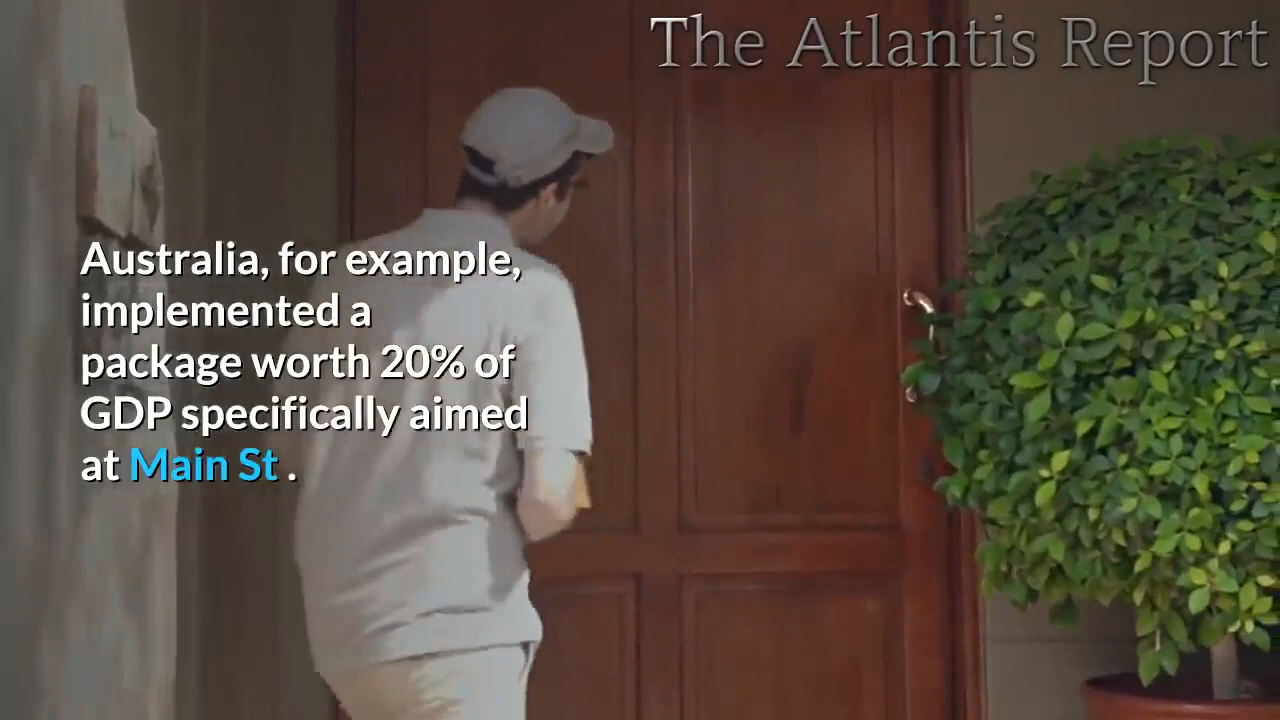 The Atlantis Report
Australia, for example,
implemented a
package worth 20% of
GDP specifically aimed
at Main St .